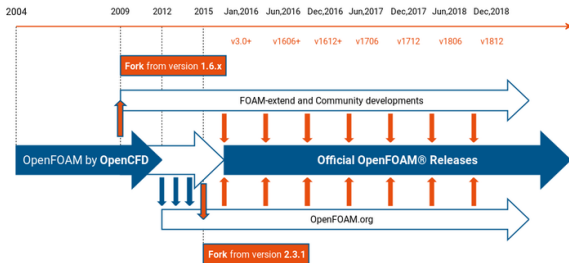 2004
2009
2012
2015
Jan,2016
Jun,2016
Dec,2016
Jun,2017
Dec,2017
Jun,2018
Dec,2018
v3.0+
v1606+
v1612+
v1706
v1712
v1806
v1812
Fork from version 1.6.x
FOAM-extend and Community developments
OpenFOAM by OpenCFD
Official OpenFOAM® Releases
OpenFOAM.org
Fork from version 2.3.1